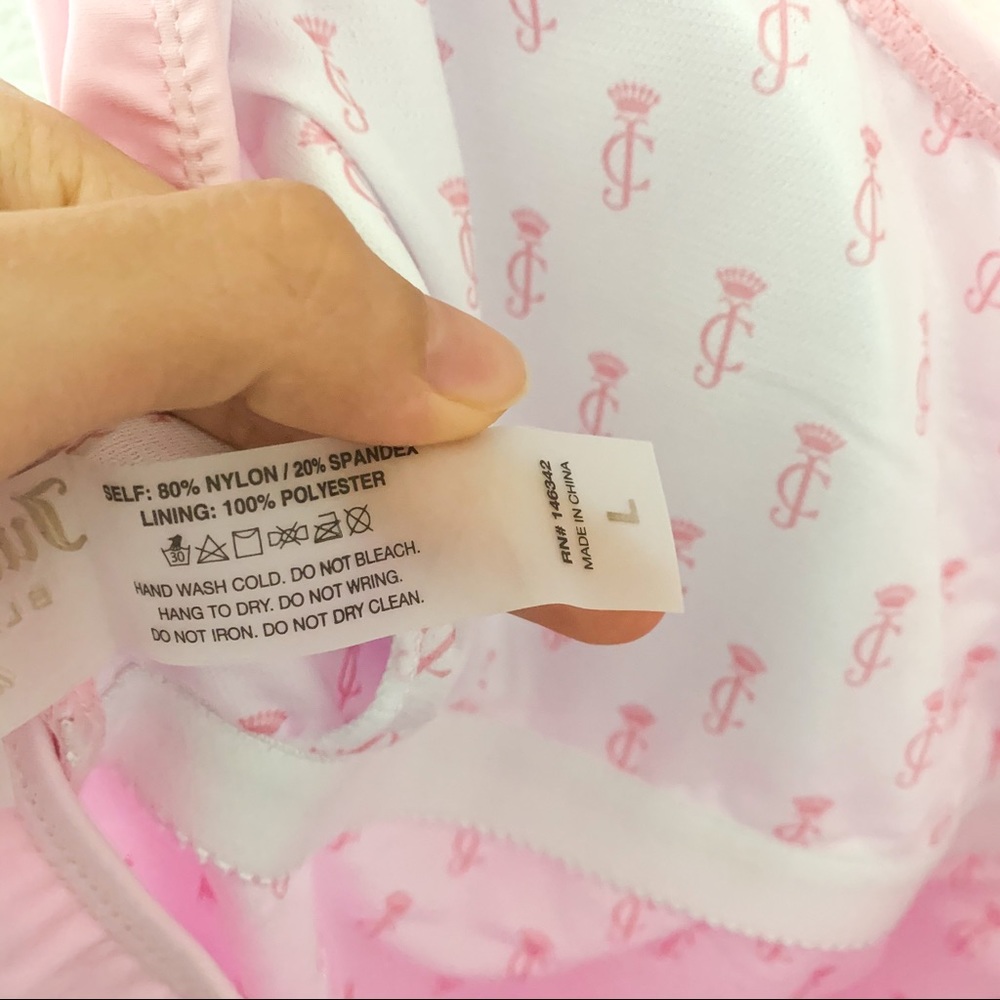 SELF: 80% NYLON / 20% SPANDEX
LINING: 100% POLYESTER
30
HAND WASH COLD. DO NOT BLEACH.
HANG TO DRY. DO NOT WRING.
DO NOT IRON. DO NOT DRY CLEAN.
RN# 146342
MADE IN CHINA
L